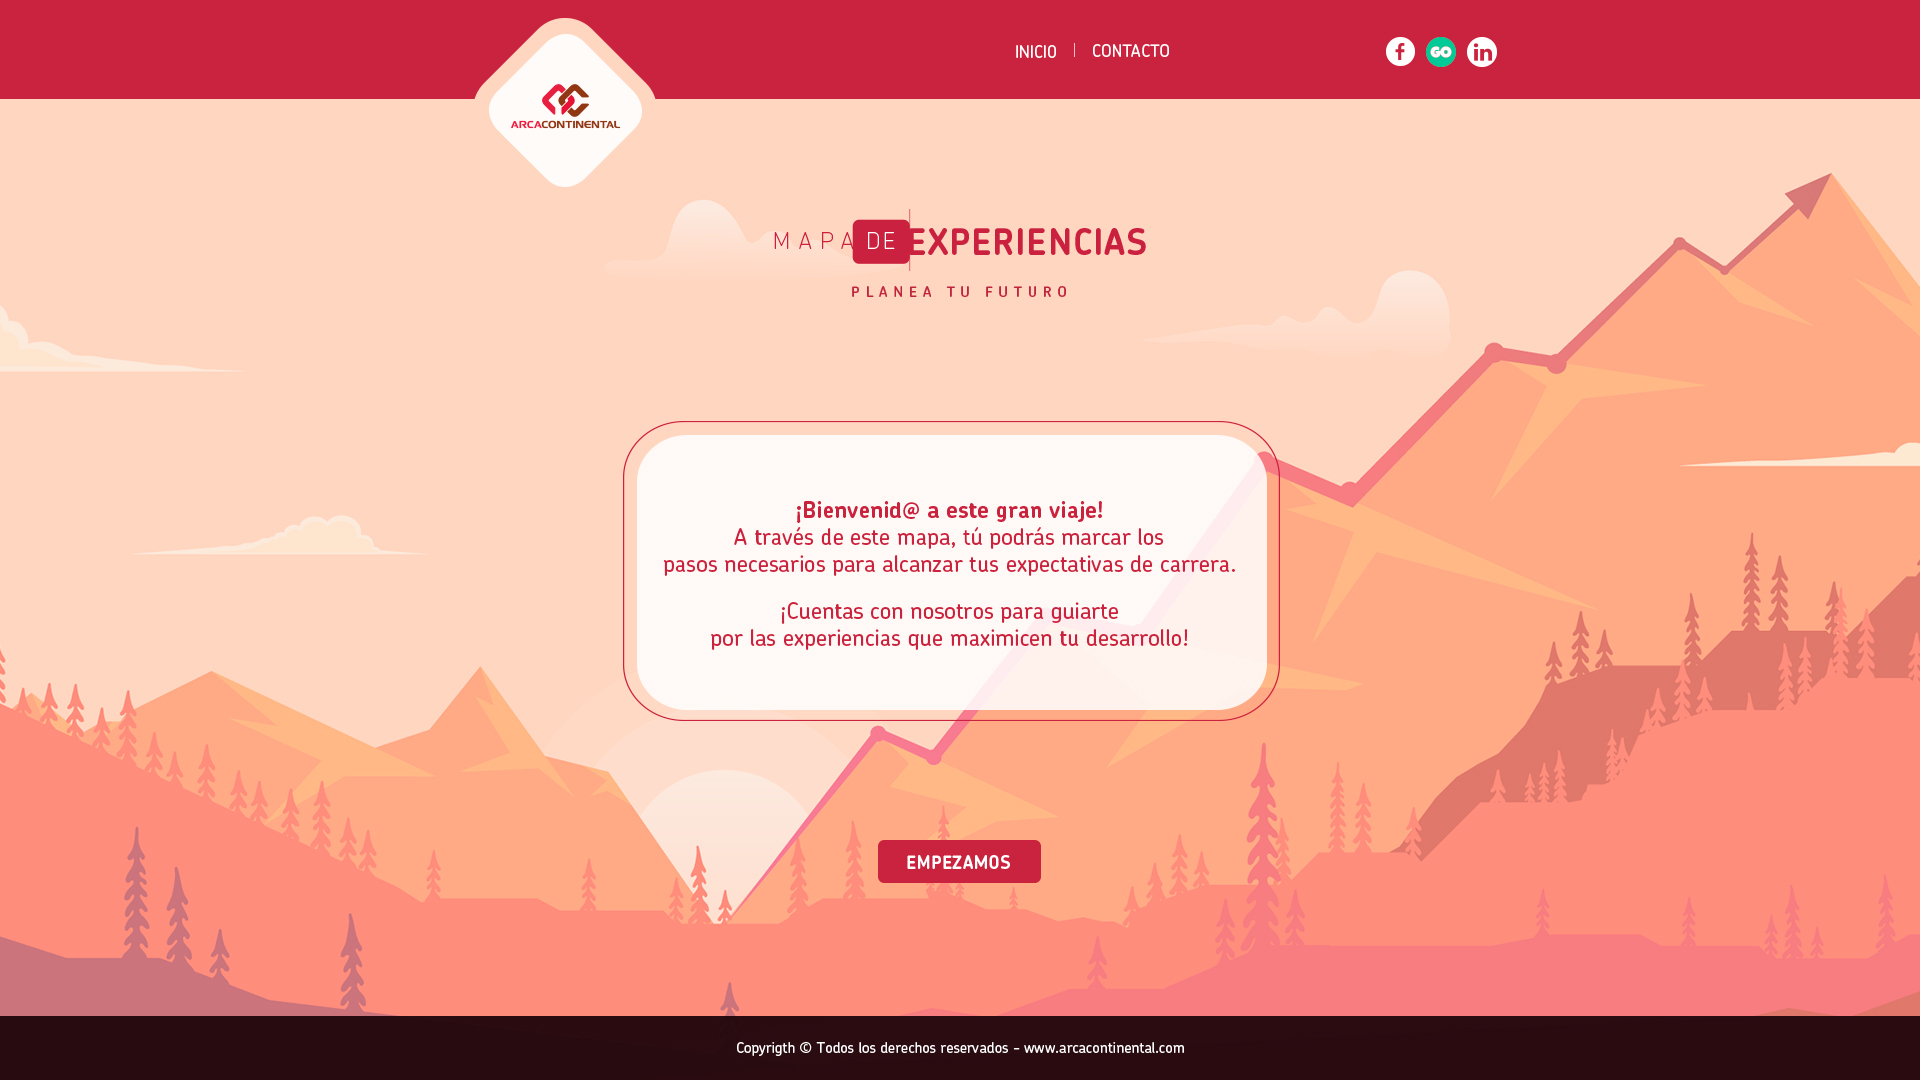 INICIO | CONTACTO
f GO in
ARCACONTINENTAL
MAPA DE EXPERIENCIAS
PLANEA TU FUTURO
¡Bienvenid@ a este gran viaje!
A través de este mapa, tú podrás marcar los
pasos necesarios para alcanzar tus expectativas de carrera.
¡Cuentas con nosotros para guiarte
por las experiencias que maximicen tu desarrollo!
EMPEZAMOS
Copyrigth © Todos los derechos reservados - www.arcacontinental.com